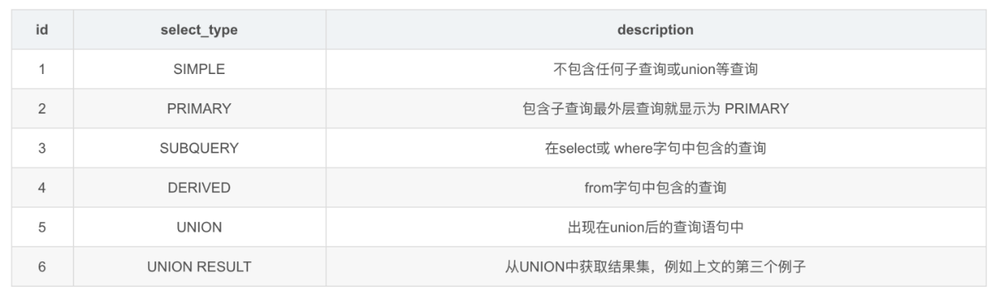 id select_type description
1 SIMPLE 不包含任何子查询或union等查询
2 PRIMARY 包含子查询最外层查询就显示为 PRIMARY
3 SUBQUERY 在select或 where字句中包含的查询
4 DERIVED from字句中包含的查询
5 UNION 出现在union后的查询语句中
6 UNION RESULT 从UNION中获取结果集，例如上文的第三个例子